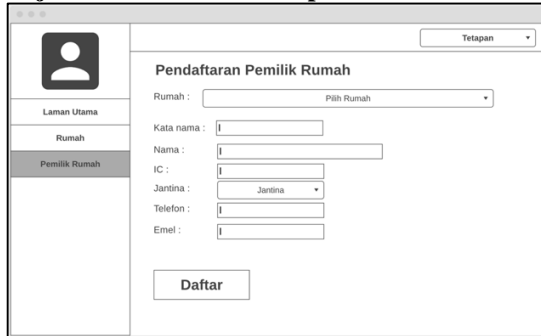 Tetapan
Laman Utama
Rumah
Pemilik Rumah
Pendaftaran Pemilik Rumah
Rumah : Pilih Rumah
Kata nama :
Nama :
IC :
Jantina : Jantina
Telefon :
Emel :
Daftar